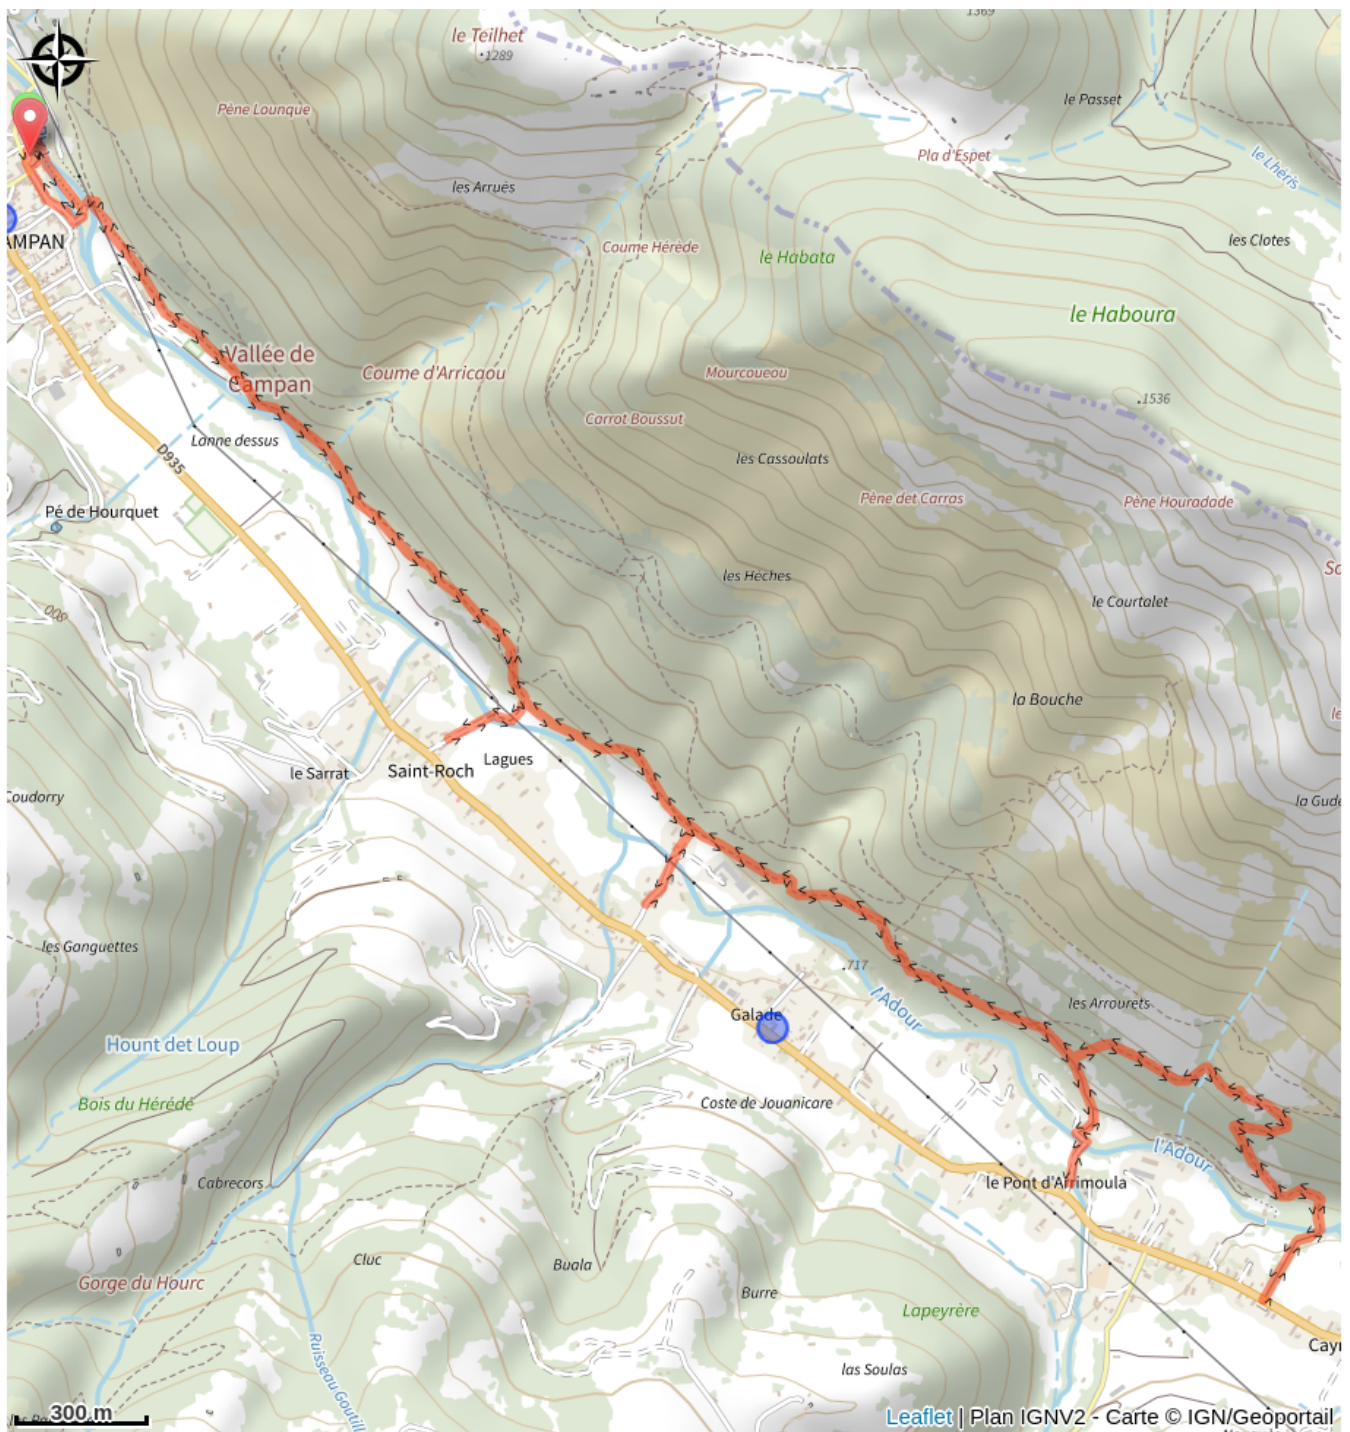 1369
le Teilhet
1289
le Passet
Pène Lounque
Pla d'Espet
le Lhéris
les Arruès
AMPAN
Coume Hérède
le Habata
les Clotes
le Haboura
Vallée de
Campan
Coume d'Arricaou
Mourcoueou
1536
Carrot Boussut
Lanne dessus
les Cassoulats
D935
Pène det Carras
Pène Houradade
Pé de Hourquet
les Hèches
le Courtalet
800
la Bouche
Lagues
Saint-Roch
le Sarrat
Coudorry
la Gude
les Ganguettes
717
les Arrourets
l'Adour
Galade
Hount det Loup
Bois du Hérédé
Coste de Jouanicare
l'Adour
Cabrecors
le Pont d'Arrimoula
Cluc
Buala
Gorge du Hourc
Burre
Lapeyrère
Cayr
las Soulas
Ruisseau Goutill
300 m
Leaflet | Plan IGNV2 - Carte © IGN/Geoportail